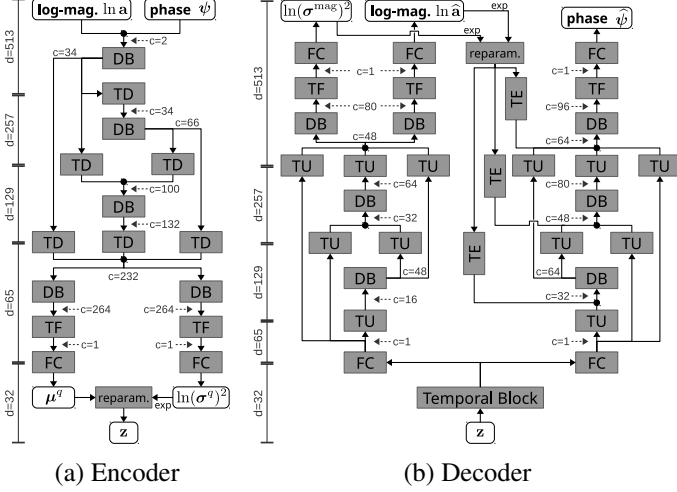 log-mag. ln a phase ψ
c=2
DB
c=34
TD
c=34
DB
c=66
TD TD
c=100
DB
c=132
TD TD TD
c=232
DB DB
c=264 c=264
TF TF
c=1 c=1
FC FC
μ^q reparam. exp ln(σ^q)²
z
d=513
d=257
d=129
d=65
d=32
(a) Encoder
ln(σ^mag)² log-mag. ln â exp
exp
reparam.
phase ψ̂
FC FC FC
c=1 c=1
TF TF TE TF
c=80 c=96
DB DB DB
c=48 c=64
TU TU TU TE TU TU TU
c=64 c=80
DB DB
c=32 c=48
TU TU TE TU TU
DB c=48 c=64 DB
c=16 c=32
TU TU
c=1 c=1
FC FC
Temporal Block
z
d=513
d=257
d=129
d=65
d=32
(b) Decoder